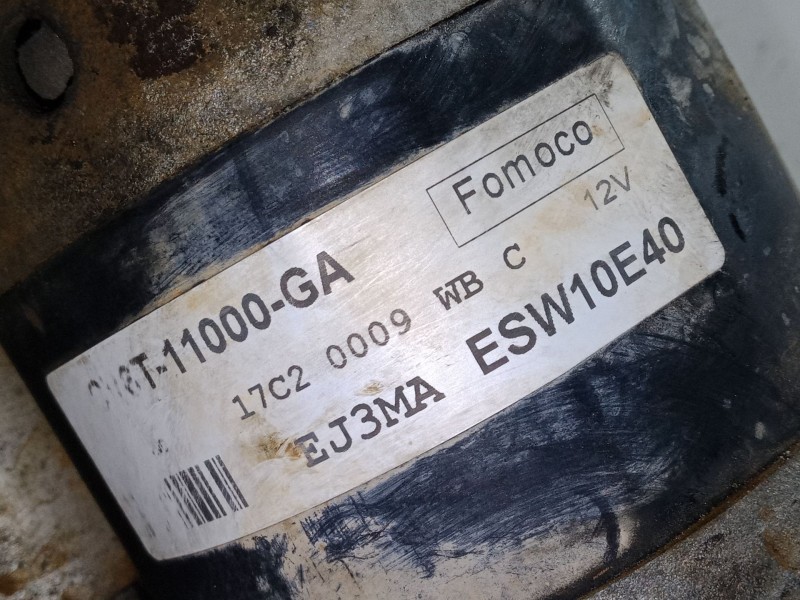 Fomoco
12V
T-11000-GA
17C2 0009 WB C
EJ3MA ESW10E40